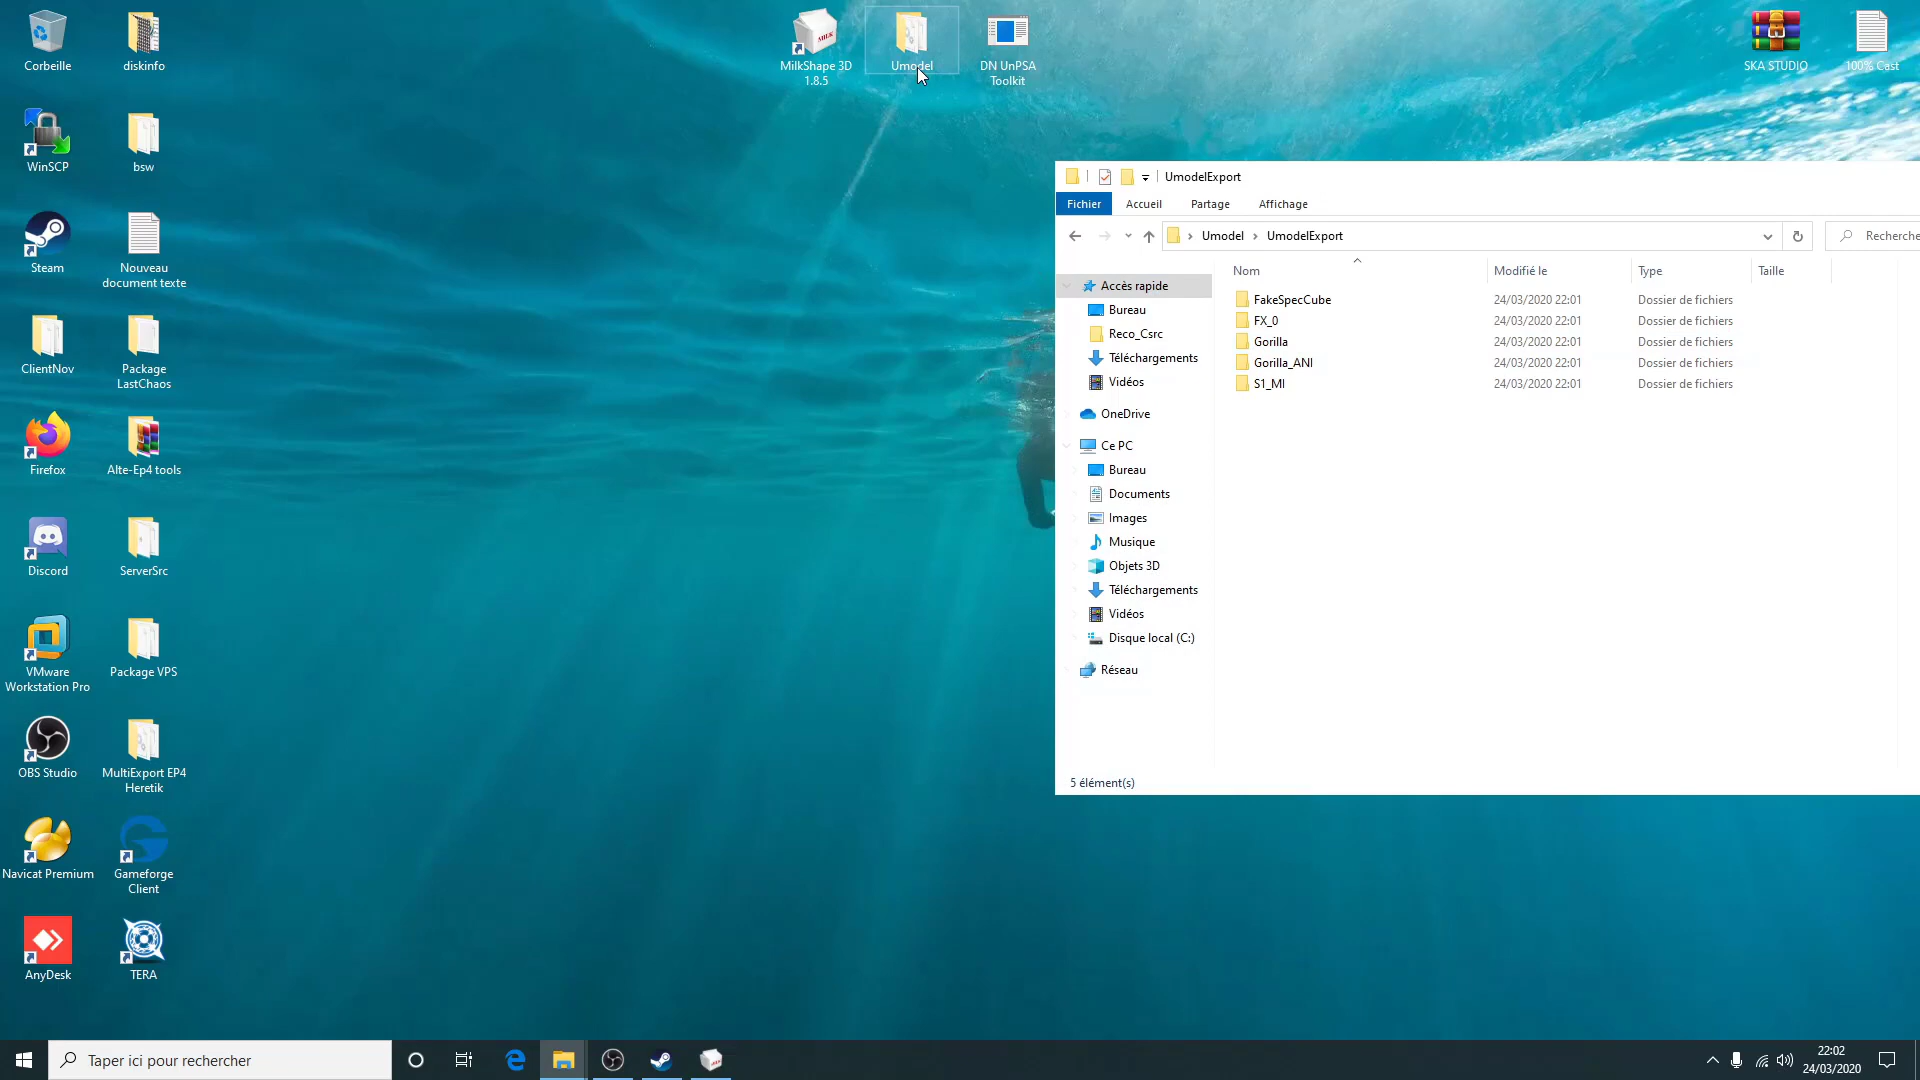 Corbeille
diskinfo
MilkShape 3D
1.8.5
Umodel
DN UnPSA
Toolkit
SKA STUDIO
100% Cast
WinSCP
bsw
Steam
Nouveau
document texte
ClientNov
Package
LastChaos
Firefox
Alte-Ep4 tools
Discord
ServerSrc
VMware
Workstation Pro
Package VPS
OBS Studio
MultiExport EP4
Heretik
Navicat Premium
Gameforge
Client
AnyDesk
TERA
UmodelExport
Fichier
Accueil
Partage
Affichage
Umodel
UmodelExport
Recherche
Nom
Modifié le
Type
Taille
Accès rapide
Bureau
Reco_Csrc
Téléchargements
Vidéos
OneDrive
Ce PC
Bureau
Documents
Images
Musique
Objets 3D
Téléchargements
Vidéos
Disque local (C:)
Réseau
FakeSpecCube 24/03/2020 22:01 Dossier de fichiers
FX_0 24/03/2020 22:01 Dossier de fichiers
Gorilla 24/03/2020 22:01 Dossier de fichiers
Gorilla_ANI 24/03/2020 22:01 Dossier de fichiers
S1_MI 24/03/2020 22:01 Dossier de fichiers
5 élément(s)
Taper ici pour rechercher
22:02
24/03/2020